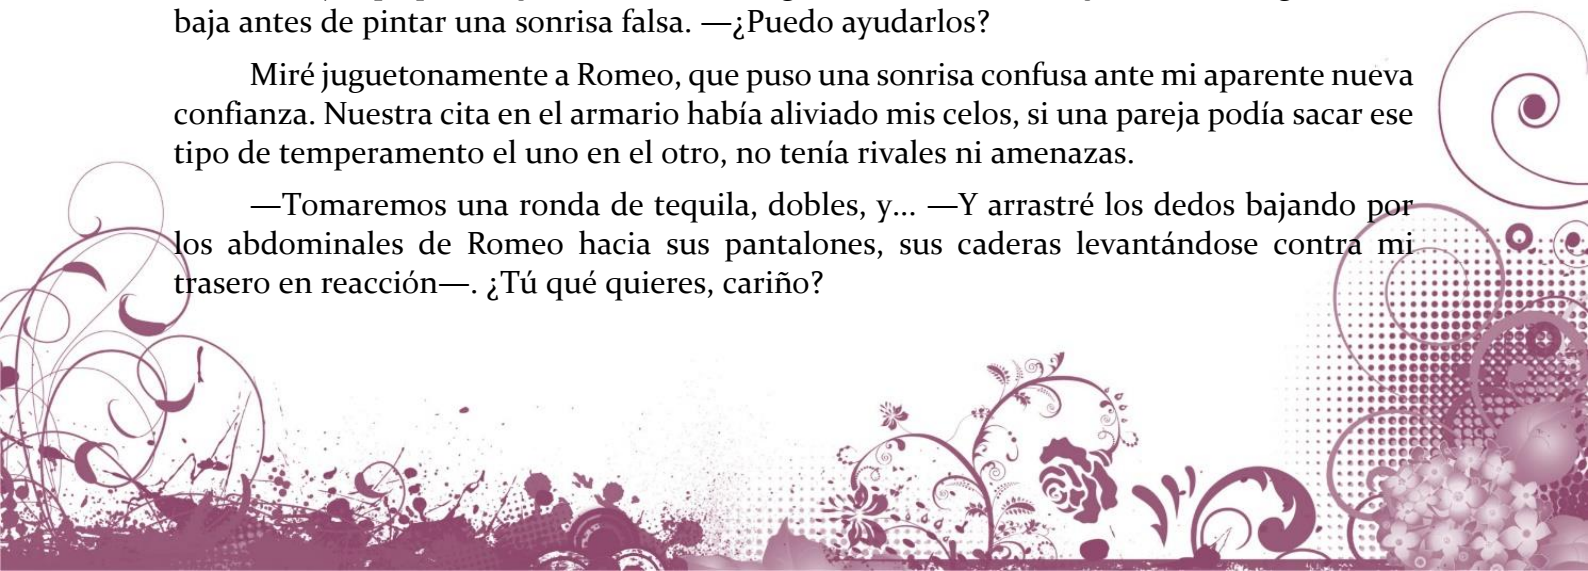 baja antes de pintar una sonrisa falsa. —¿Puedo ayudarlos?
Miré juguetonamente a Romeo, que puso una sonrisa confusa ante mi aparente nueva
confianza. Nuestra cita en el armario había aliviado mis celos, si una pareja podía sacar ese
tipo de temperamento el uno en el otro, no tenía rivales ni amenazas.
—Tomaremos una ronda de tequila, dobles, y... —Y arrastré los dedos bajando por
los abdominales de Romeo hacia sus pantalones, sus caderas levantándose contra mi
trasero en reacción—. ¿Tú qué quieres, cariño?